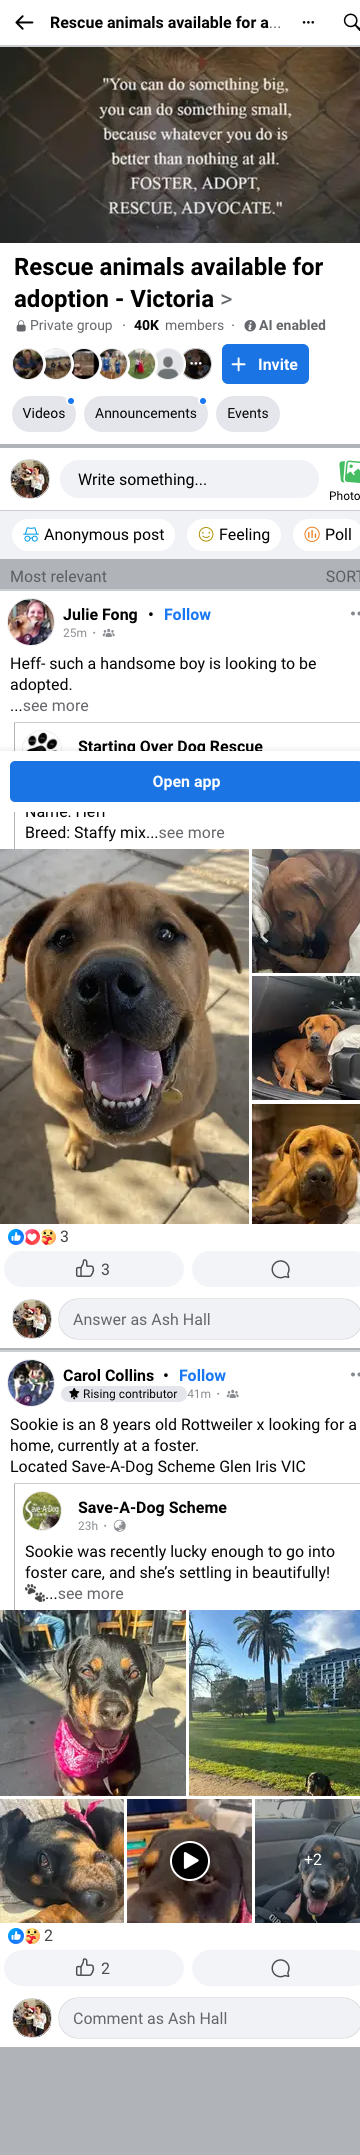 Rescue animals available for a...
"You can do something big,
you can do something small,
because whatever you do is
better than nothing at all.
FOSTER, ADOPT,
RESCUE, ADVOCATE."
Rescue animals available for
adoption - Victoria >
Private group · 40K members · AI enabled
+ Invite
Videos Announcements Events
Write something...
Photo
Anonymous post Feeling Poll
Most relevant SORT
Julie Fong • Follow
25m ·
Heff- such a handsome boy is looking to be
adopted.
...see more
Starting Over Dog Rescue
Open app
Name: Heff
Breed: Staffy mix...see more
3
3
Answer as Ash Hall
Carol Collins • Follow
Rising contributor 41m ·
Sookie is an 8 years old Rottweiler x looking for a
home, currently at a foster.
Located Save-A-Dog Scheme Glen Iris VIC
Save-A-Dog
Save-A-Dog Scheme
23h ·
Sookie was recently lucky enough to go into
foster care, and she's settling in beautifully!
🐾...see more
+2
2
2
Comment as Ash Hall